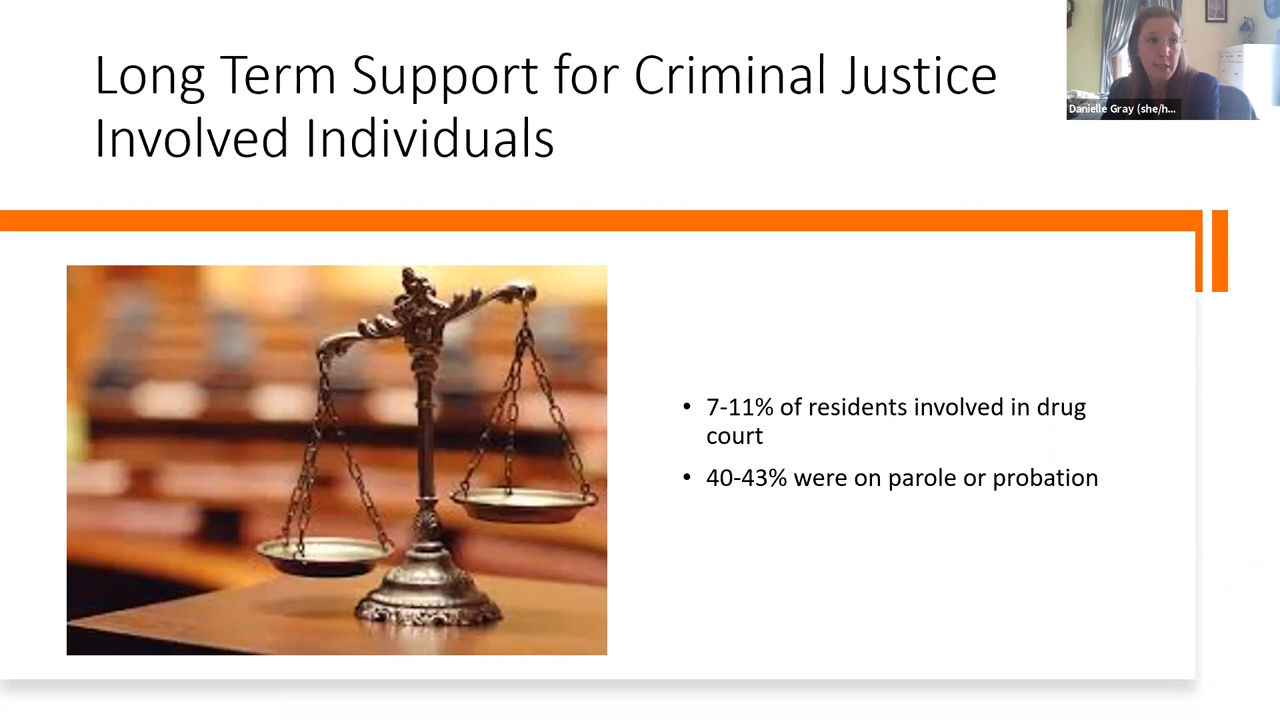 Long Term Support for Criminal Justice
Involved Individuals
Danielle Gray (she/h...
• 7-11% of residents involved in drug
court
• 40-43% were on parole or probation